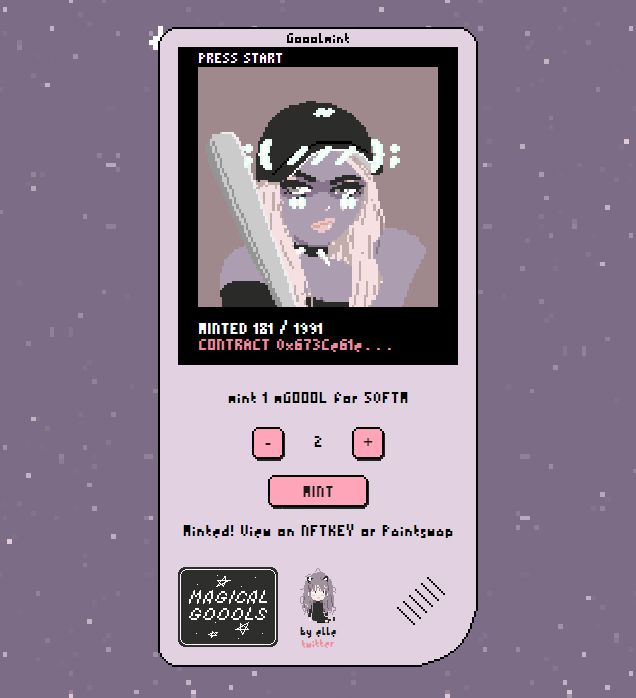 Gooolmint
PRESS START
MINTED 181 / 1991
CONTRACT 0x673Ce61e...
mint 1 mGOOOL for 50FTM
- 2 +
MINT
Minted! View on NFTKEY or Paintswap
MAGICAL
GOOOLS
by elle
twitter